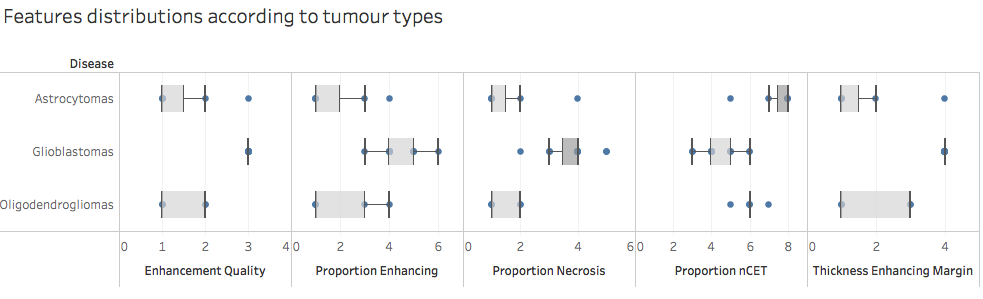 Features distributions according to tumour types
Disease
Astrocytomas
Glioblastomas
Oligodendrogliomas
0 1 2 3 4 0 2 4 6 0 2 4 6 0 2 4 6 8 0 2 4
Enhancement Quality Proportion Enhancing Proportion Necrosis Proportion nCET Thickness Enhancing Margin